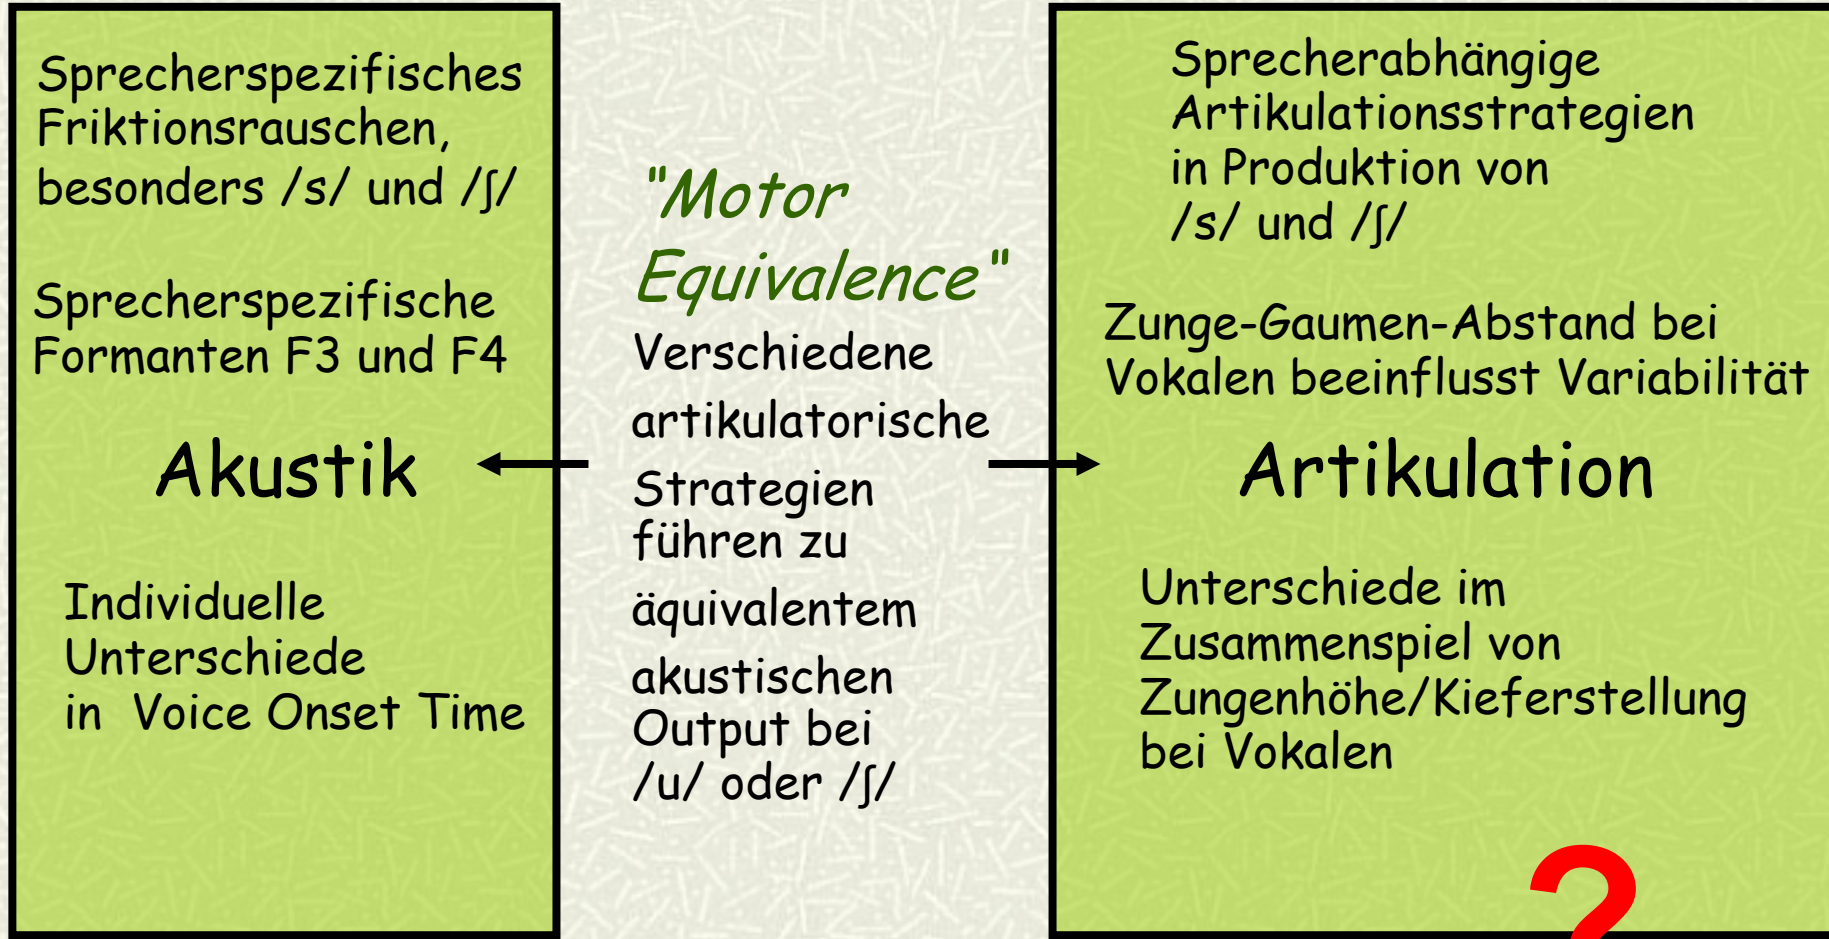 Sprecherspezifisches
Friktionsrauschen,
besonders /s/ und /ʃ/
Sprecherspezifische
Formanten F3 und F4
Akustik
Individuelle
Unterschiede
in Voice Onset Time
"Motor
Equivalence"
Verschiedene
artikulatorische
Strategien
führen zu
äquivalentem
akustischen
Output bei
/u/ oder /ʃ/
Sprecherabhängige
Artikulationsstrategien
in Produktion von
/s/ und /ʃ/
Zunge-Gaumen-Abstand bei
Vokalen beeinflusst Variabilität
Artikulation
Unterschiede im
Zusammenspiel von
Zungenhöhe/Kieferstellung
bei Vokalen
?